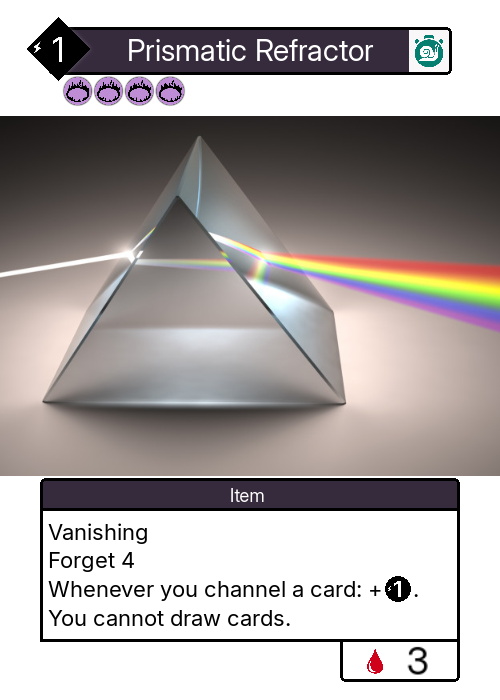 1
Prismatic Refractor
Item
Vanishing
Forget 4
Whenever you channel a card: +1.
You cannot draw cards.
3